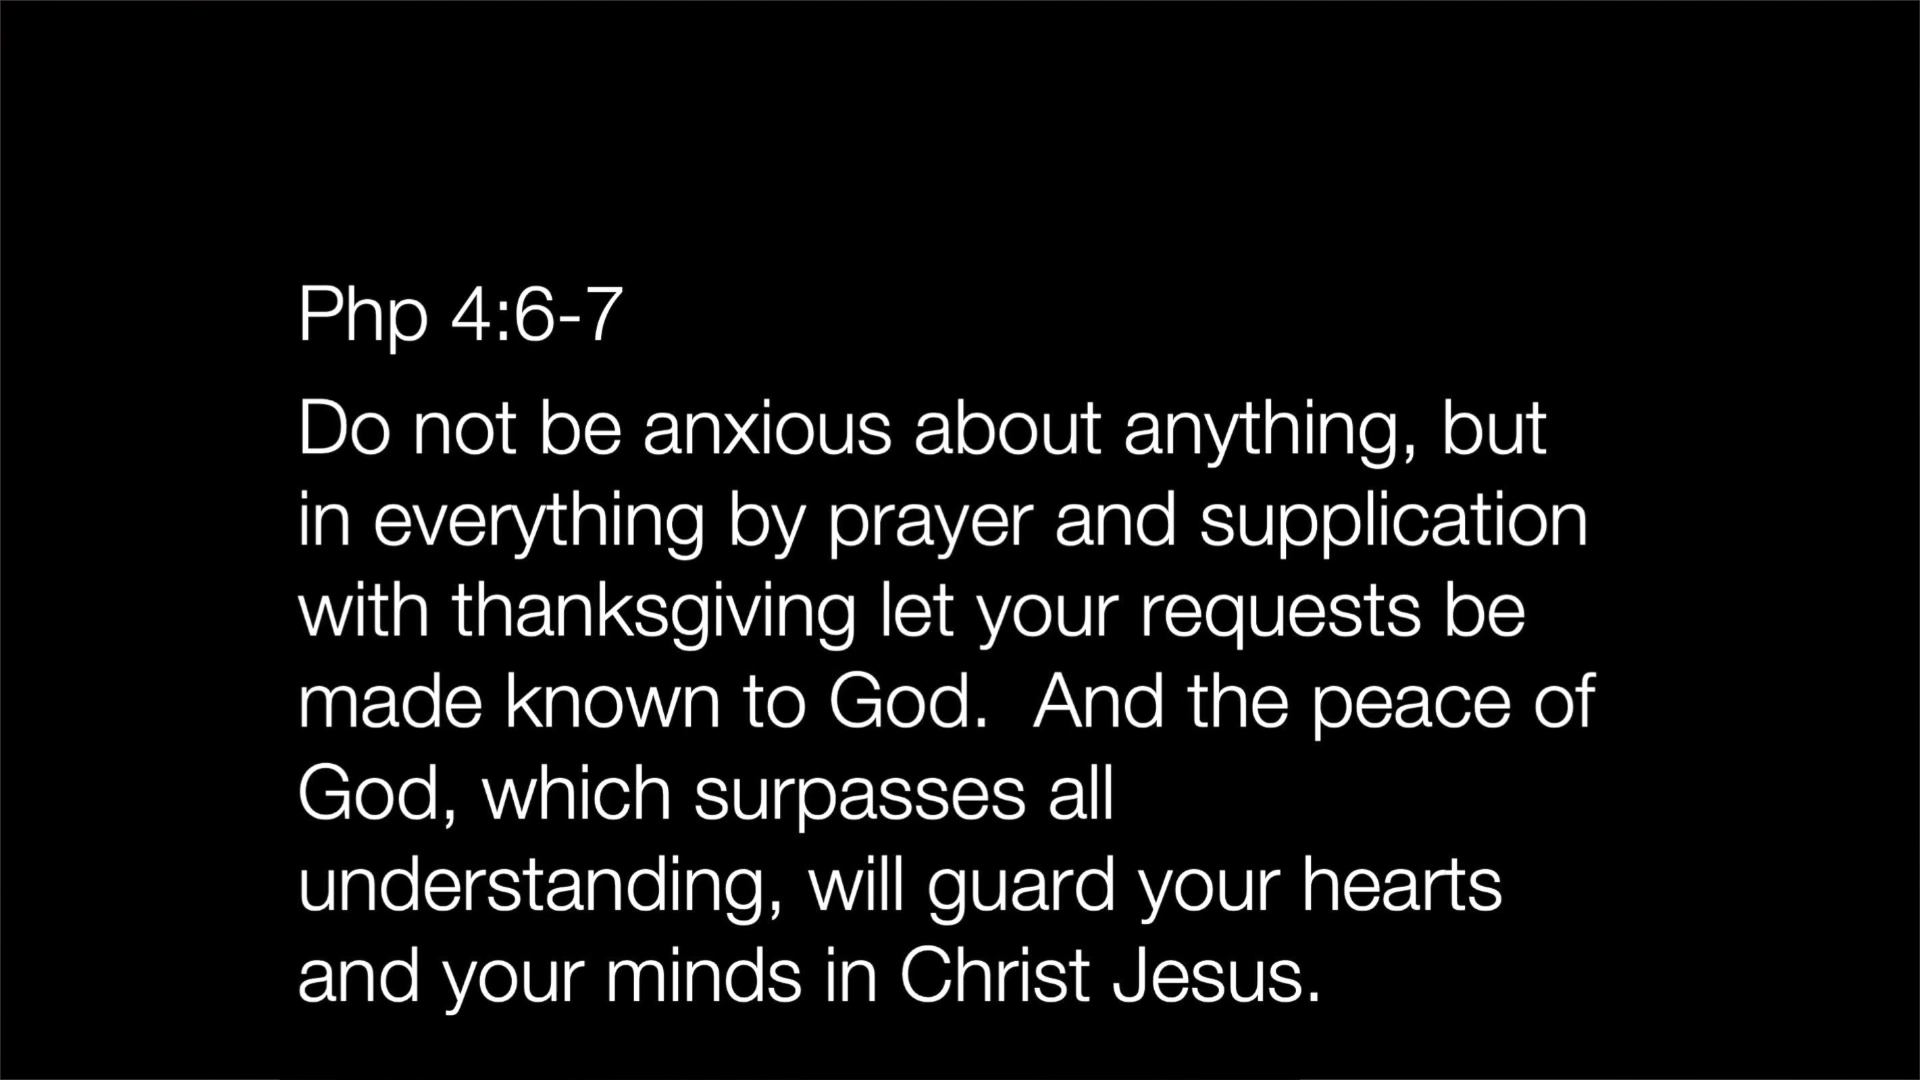 Php 4:6-7
Do not be anxious about anything, but
in everything by prayer and supplication
with thanksgiving let your requests be
made known to God.  And the peace of
God, which surpasses all
understanding, will guard your hearts
and your minds in Christ Jesus.